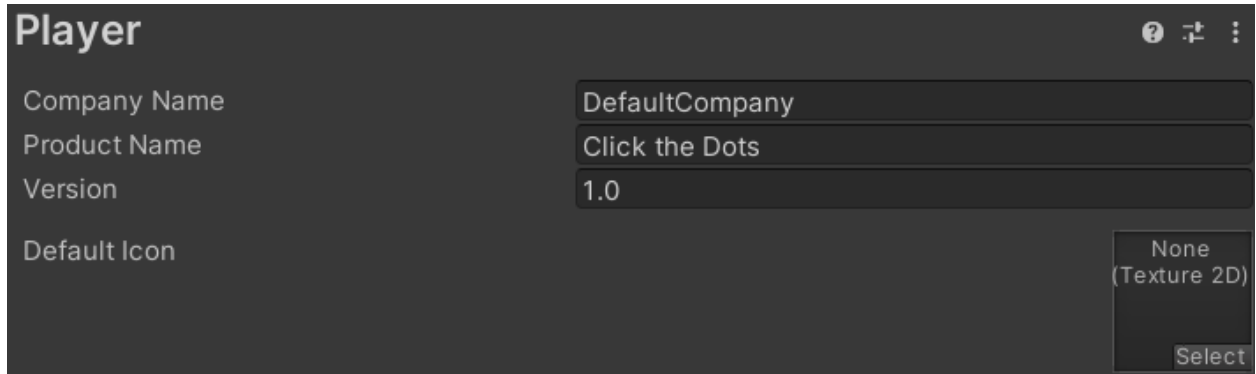 Player
Company Name
DefaultCompany
Product Name
Click the Dots
Version
1.0
Default Icon
None
(Texture 2D)
Select